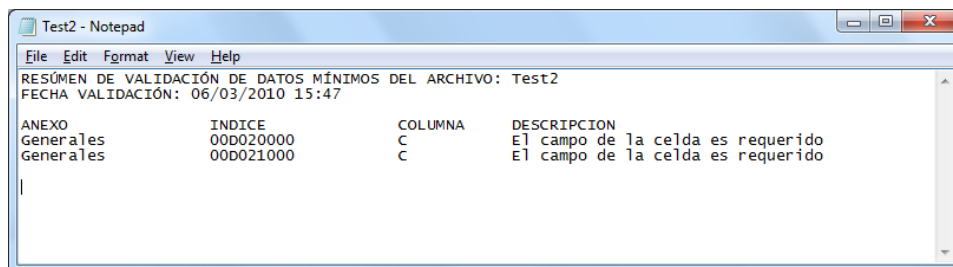 Test2 - Notepad
File Edit Format View Help
RESÚMEN DE VALIDACIÓN DE DATOS MÍNIMOS DEL ARCHIVO: Test2
FECHA VALIDACIÓN: 06/03/2010 15:47
ANEXO INDICE COLUMNA DESCRIPCION
Generales 00D020000 C El campo de la celda es requerido
Generales 00D021000 C El campo de la celda es requerido